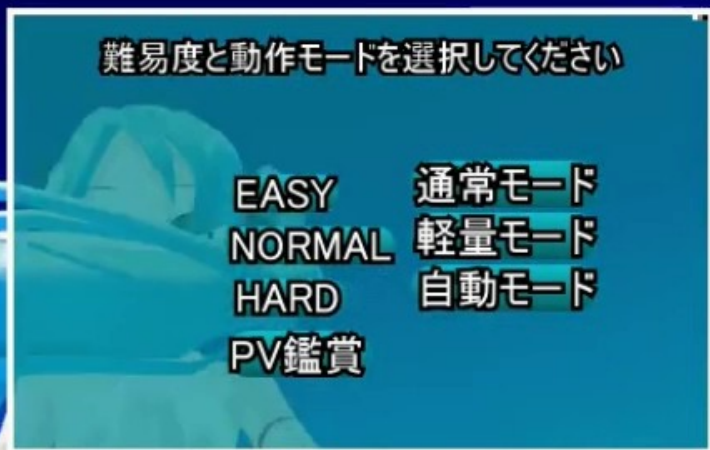 難易度と動作モードを選択してください
EASY 通常モード
NORMAL 軽量モード
HARD 自動モード
PV鑑賞